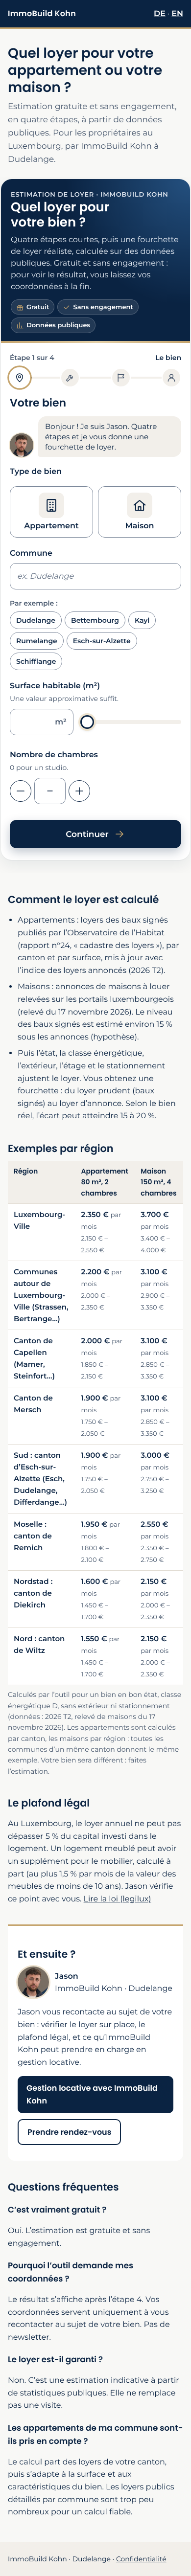 ImmoBuild Kohn
DE · EN
Quel loyer pour votre
appartement ou votre
maison ?
Estimation gratuite et sans engagement,
en quatre étapes, à partir de données
publiques. Pour les propriétaires au
Luxembourg, par ImmoBuild Kohn à
Dudelange.
ESTIMATION DE LOYER · IMMOBUILD KOHN
Quel loyer pour
votre bien ?
Quatre étapes courtes, puis une fourchette
de loyer réaliste, calculée sur des données
publiques. Gratuit et sans engagement :
pour voir le résultat, vous laissez vos
coordonnées à la fin.
Gratuit
Sans engagement
Données publiques
Étape 1 sur 4
Le bien
Votre bien
Bonjour ! Je suis Jason. Quatre
étapes et je vous donne une
fourchette de loyer.
Type de bien
Appartement
Maison
Commune
ex. Dudelange
Par exemple :
Dudelange
Bettembourg
Kayl
Rumelange
Esch-sur-Alzette
Schifflange
Surface habitable (m²)
Une valeur approximative suffit.
m²
Nombre de chambres
0 pour un studio.
–
Continuer
Comment le loyer est calculé
• Appartements : loyers des baux signés
publiés par l’Observatoire de l’Habitat
(rapport n°24, « cadastre des loyers »), par
canton et par surface, mis à jour avec
l’indice des loyers annoncés (2026 T2).
• Maisons : annonces de maisons à louer
relevées sur les portails luxembourgeois
(relevé du 17 novembre 2026). Le niveau
des baux signés est estimé environ 15 %
sous les annonces (hypothèse).
• Puis l’état, la classe énergétique,
l’extérieur, l’étage et le stationnement
ajustent le loyer. Vous obtenez une
fourchette : du loyer prudent (baux
signés) au loyer d’annonce. Selon le bien
réel, l’écart peut atteindre 15 à 20 %.
Exemples par région
Région
Appartement
80 m², 2
chambres
Maison
150 m², 4
chambres
Luxembourg-
Ville
2.350 € par
mois
2.150 € –
2.550 €
3.700 €
par mois
3.400 € –
4.000 €
Communes
autour de
Luxembourg-
Ville (Strassen,
Bertrange…)
2.200 € par
mois
2.000 € –
2.350 €
3.100 €
par mois
2.900 € –
3.350 €
Canton de
Capellen
(Mamer,
Steinfort…)
2.000 € par
mois
1.850 € –
2.150 €
3.100 €
par mois
2.850 € –
3.350 €
Canton de
Mersch
1.900 € par
mois
1.750 € –
2.050 €
3.100 €
par mois
2.850 € –
3.350 €
Sud : canton
d’Esch-sur-
Alzette (Esch,
Dudelange,
Differdange…)
1.900 € par
mois
1.750 € –
2.050 €
3.000 €
par mois
2.750 € –
3.250 €
Moselle :
canton de
Remich
1.950 € par
mois
1.800 € –
2.100 €
2.550 €
par mois
2.350 € –
2.750 €
Nordstad :
canton de
Diekirch
1.600 € par
mois
1.450 € –
1.700 €
2.150 €
par mois
2.000 € –
2.350 €
Nord : canton
de Wiltz
1.550 € par
mois
1.450 € –
1.700 €
2.150 €
par mois
2.000 € –
2.350 €
Calculés par l’outil pour un bien en bon état, classe
énergétique D, sans extérieur ni stationnement
(données : 2026 T2, relevé de maisons du 17
novembre 2026). Les appartements sont calculés
par canton, les maisons par région : toutes les
communes d’un même canton donnent le même
exemple. Votre bien sera différent : faites
l’estimation.
Le plafond légal
Au Luxembourg, le loyer annuel ne peut pas
dépasser 5 % du capital investi dans le
logement. Un logement meublé peut avoir
un supplément pour le mobilier, calculé à
part (au plus 1,5 % par mois de la valeur des
meubles de moins de 10 ans). Jason vérifie
ce point avec vous. Lire la loi (legilux)
Et ensuite ?
Jason
ImmoBuild Kohn · Dudelange
Jason vous recontacte au sujet de votre
bien : vérifier le loyer sur place, le
plafond légal, et ce qu’ImmoBuild
Kohn peut prendre en charge en
gestion locative.
Gestion locative avec ImmoBuild
Kohn
Prendre rendez-vous
Questions fréquentes
C’est vraiment gratuit ?
Oui. L’estimation est gratuite et sans
engagement.
Pourquoi l’outil demande mes
coordonnées ?
Le résultat s’affiche après l’étape 4. Vos
coordonnées servent uniquement à vous
recontacter au sujet de votre bien. Pas de
newsletter.
Le loyer est-il garanti ?
Non. C’est une estimation indicative à partir
de statistiques publiques. Elle ne remplace
pas une visite.
Les appartements de ma commune sont-
ils pris en compte ?
Le calcul part des loyers de votre canton,
puis s’adapte à la surface et aux
caractéristiques du bien. Les loyers publics
détaillés par commune sont trop peu
nombreux pour un calcul fiable.
ImmoBuild Kohn · Dudelange · Confidentialité